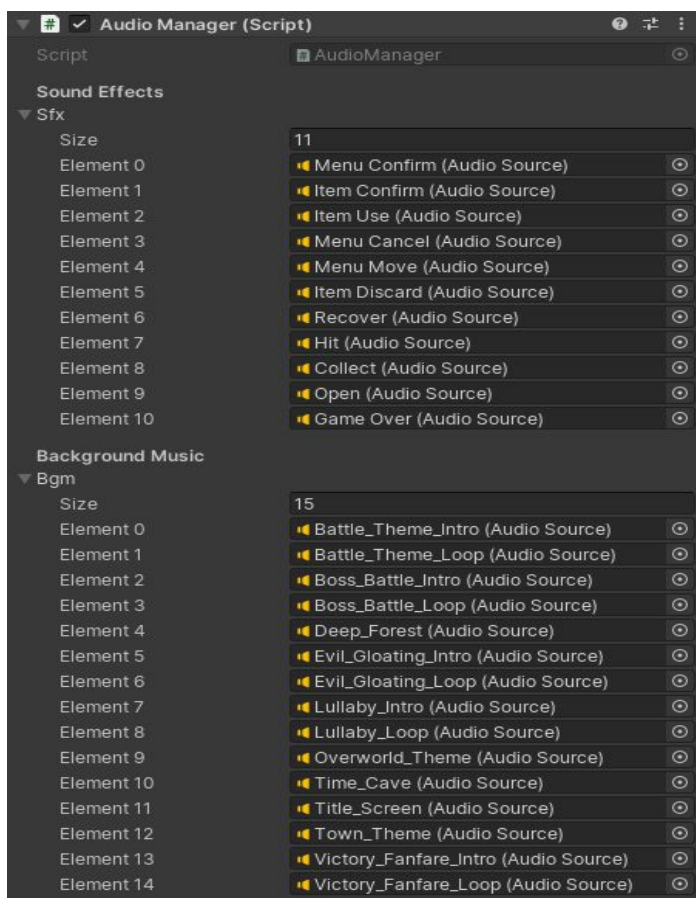 Audio Manager (Script)
Script AudioManager
Sound Effects
Sfx
Size 11
Element 0 Menu Confirm (Audio Source)
Element 1 Item Confirm (Audio Source)
Element 2 Item Use (Audio Source)
Element 3 Menu Cancel (Audio Source)
Element 4 Menu Move (Audio Source)
Element 5 Item Discard (Audio Source)
Element 6 Recover (Audio Source)
Element 7 Hit (Audio Source)
Element 8 Collect (Audio Source)
Element 9 Open (Audio Source)
Element 10 Game Over (Audio Source)
Background Music
Bgm
Size 15
Element 0 Battle_Theme_Intro (Audio Source)
Element 1 Battle_Theme_Loop (Audio Source)
Element 2 Boss_Battle_Intro (Audio Source)
Element 3 Boss_Battle_Loop (Audio Source)
Element 4 Deep_Forest (Audio Source)
Element 5 Evil_Gloating_Intro (Audio Source)
Element 6 Evil_Gloating_Loop (Audio Source)
Element 7 Lullaby_Intro (Audio Source)
Element 8 Lullaby_Loop (Audio Source)
Element 9 Overworld_Theme (Audio Source)
Element 10 Time_Cave (Audio Source)
Element 11 Title_Screen (Audio Source)
Element 12 Town_Theme (Audio Source)
Element 13 Victory_Fanfare_Intro (Audio Source)
Element 14 Victory_Fanfare_Loop (Audio Source)